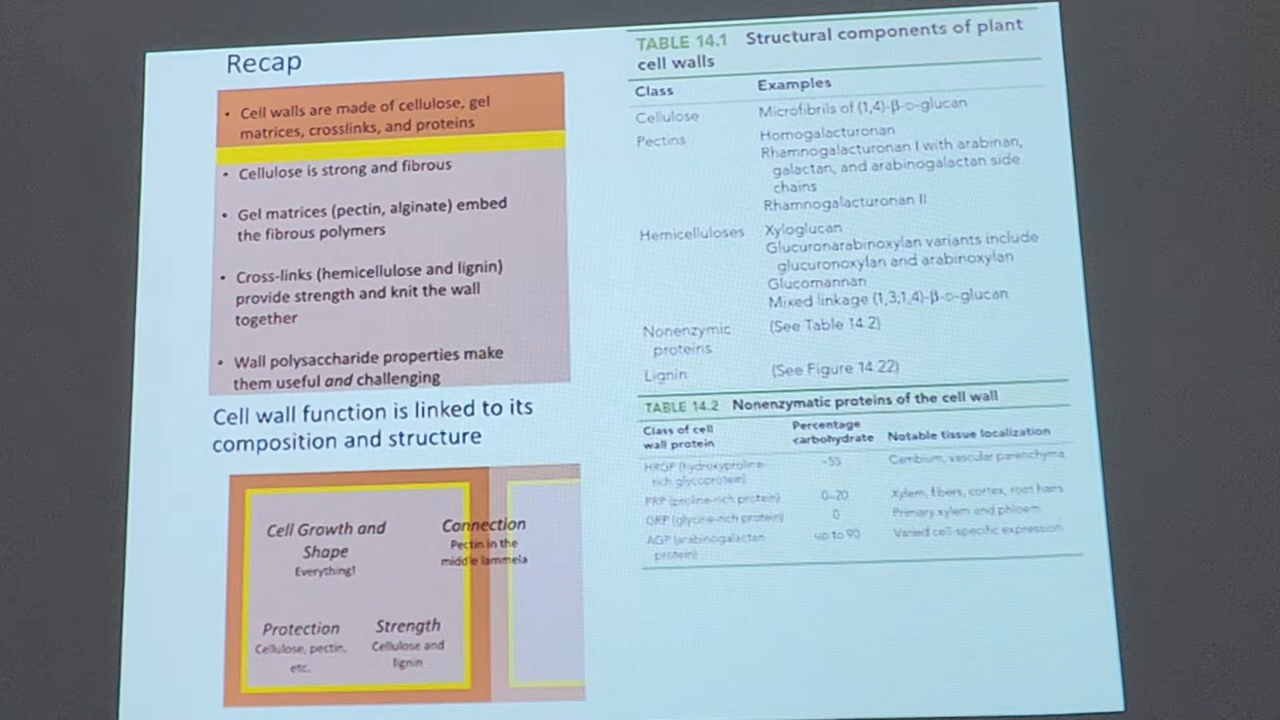 Recap
• Cell walls are made of cellulose, gel
matrices, crosslinks, and proteins
• Cellulose is strong and fibrous
• Gel matrices (pectin, alginate) embed
the fibrous polymers
• Cross-links (hemicellulose and lignin)
provide strength and knit the wall
together
• Wall polysaccharide properties make
them useful and challenging
Cell wall function is linked to its
composition and structure
Cell Growth and
Shape
Everything!
Connection
Pectin in the
middle lammela
Protection
Cellulose, pectin,
etc.
Strength
Cellulose and
lignin
TABLE 14.1 Structural components of plant
cell walls
Class Examples
Cellulose Microfibrils of (1,4)-β-D-glucan
Pectins Homogalacturonan
Rhamnogalacturonan I with arabinan,
galactan, and arabinogalactan side
chains
Rhamnogalacturonan II
Hemicelluloses Xyloglucan
Glucuronarabinoxylan variants include
glucuronoxylan and arabinoxylan
Glucomannan
Mixed linkage (1,3;1,4)-β-D-glucan
Nonenzymic (See Table 14.2)
proteins
Lignin (See Figure 14.22)
TABLE 14.2 Nonenzymatic proteins of the cell wall
Class of cell Percentage
wall protein carbohydrate Notable tissue localization
HRGP (hydroxyproline- ~55 Cambium, vascular parenchyma
rich glycoprotein)
PRP (proline-rich protein) 0–20 Xylem, fibers, cortex, root hairs
GRP (glycine-rich protein) 0 Primary xylem and phloem
AGP (arabinogalactan up to 90 Varied cell-specific expression
protein)